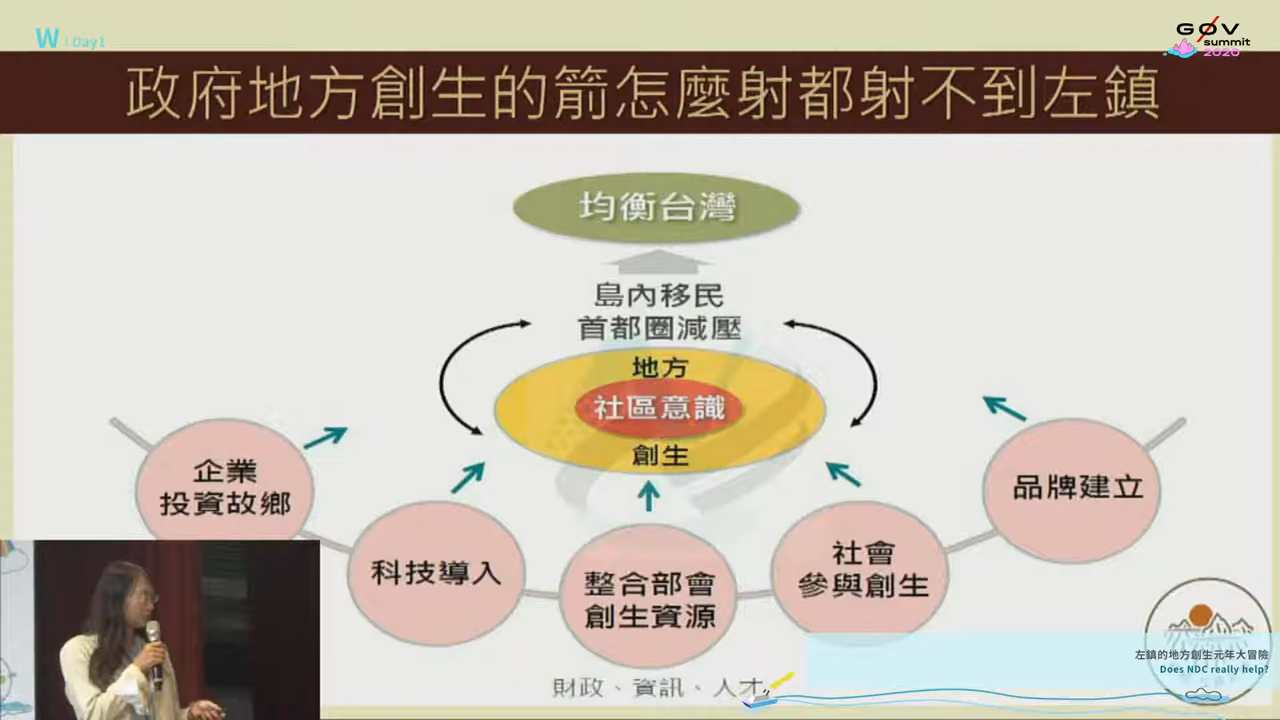 W | Day1
GØV
summit
2020
政府地方創生的箭怎麼射都射不到左鎮
均衡台灣
島內移民
首都圈減壓
地方
社區意識
創生
企業
投資故鄉
科技導入
整合部會
創生資源
社會
參與創生
品牌建立
財政、資訊、人才
左鎮的地方創生元年大冒險
Does NDC really help?